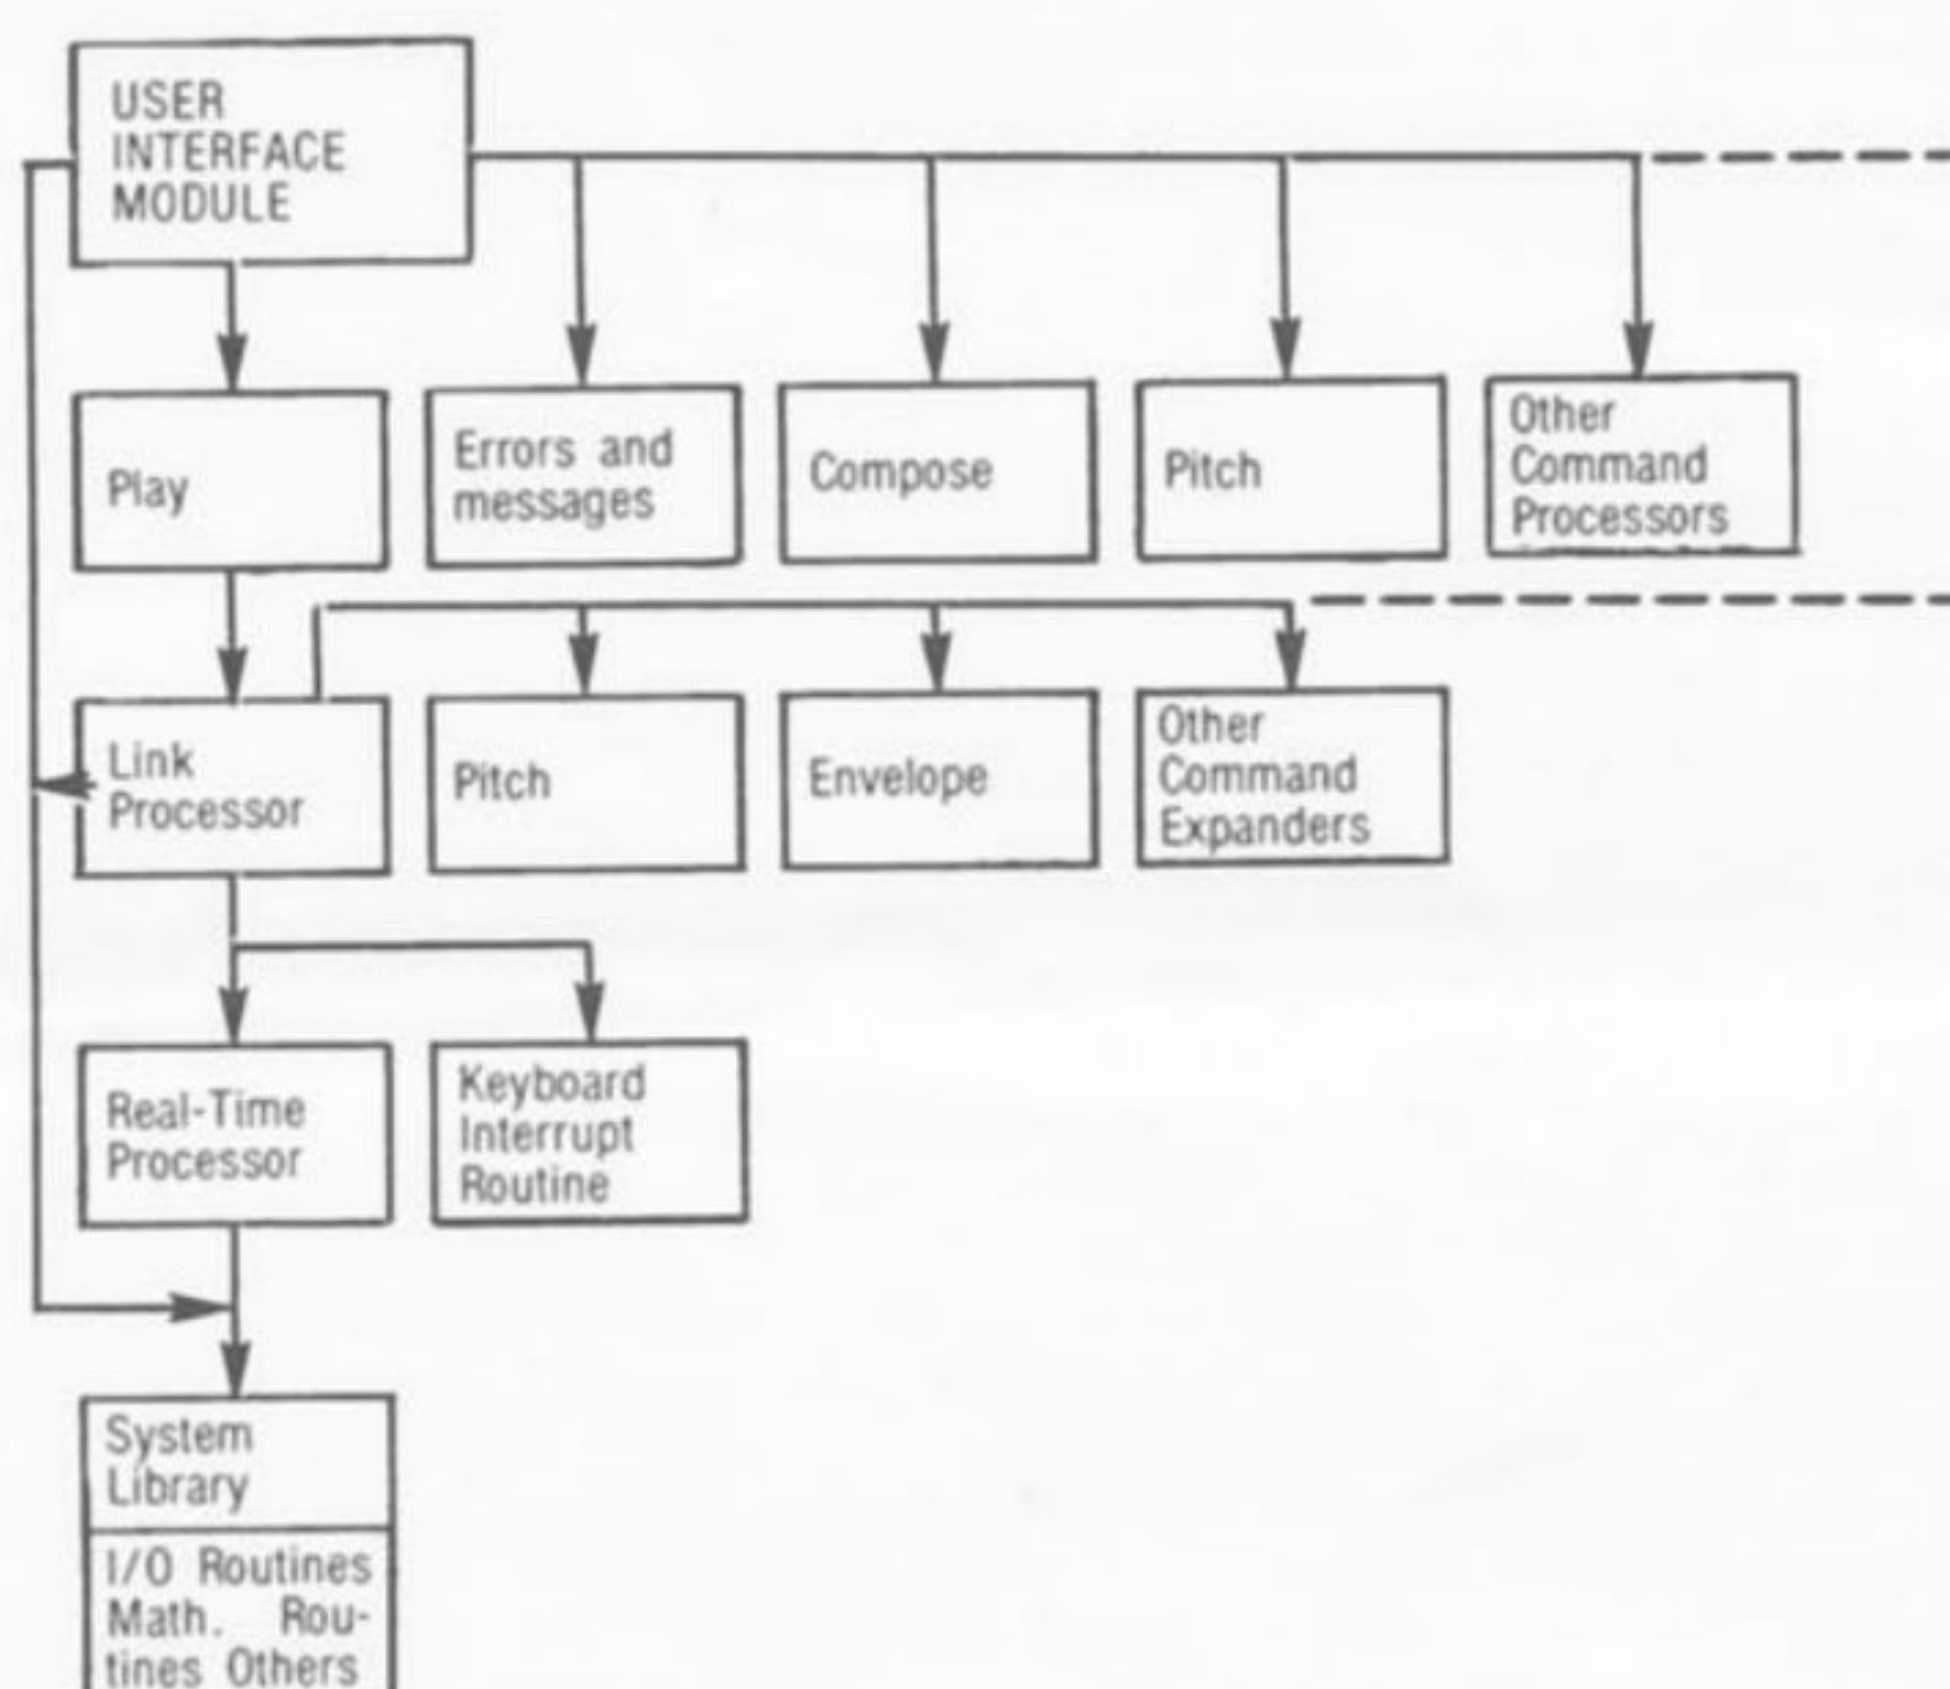 USER
INTERFACE
MODULE
Play
Errors and
messages
Compose
Pitch
Other
Command
Processors
Link
Processor
Pitch
Envelope
Other
Command
Expanders
Real-Time
Processor
Keyboard
Interrupt
Routine
System
Library
I/O Routines
Math. Rou-
tines Others